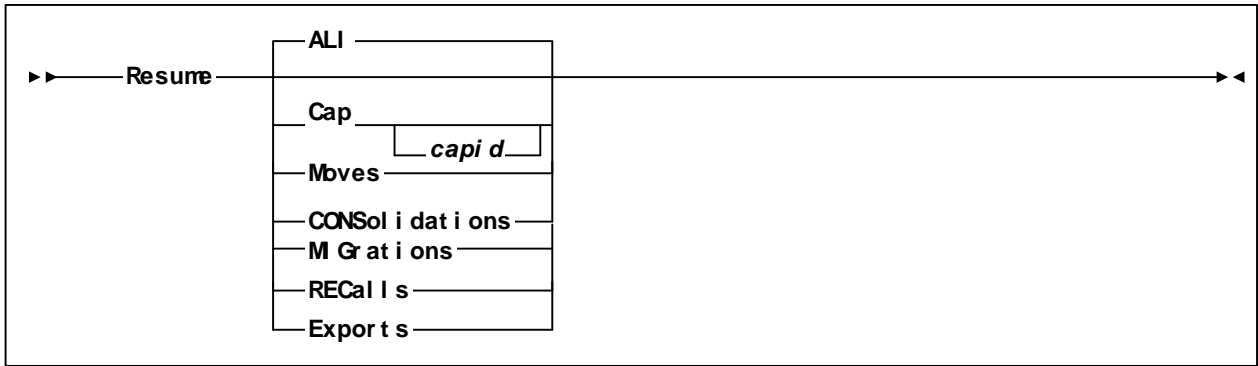 ALl
Resume
Cap
capid
Moves
CONSolidations
MIGrations
RECalls
Exports